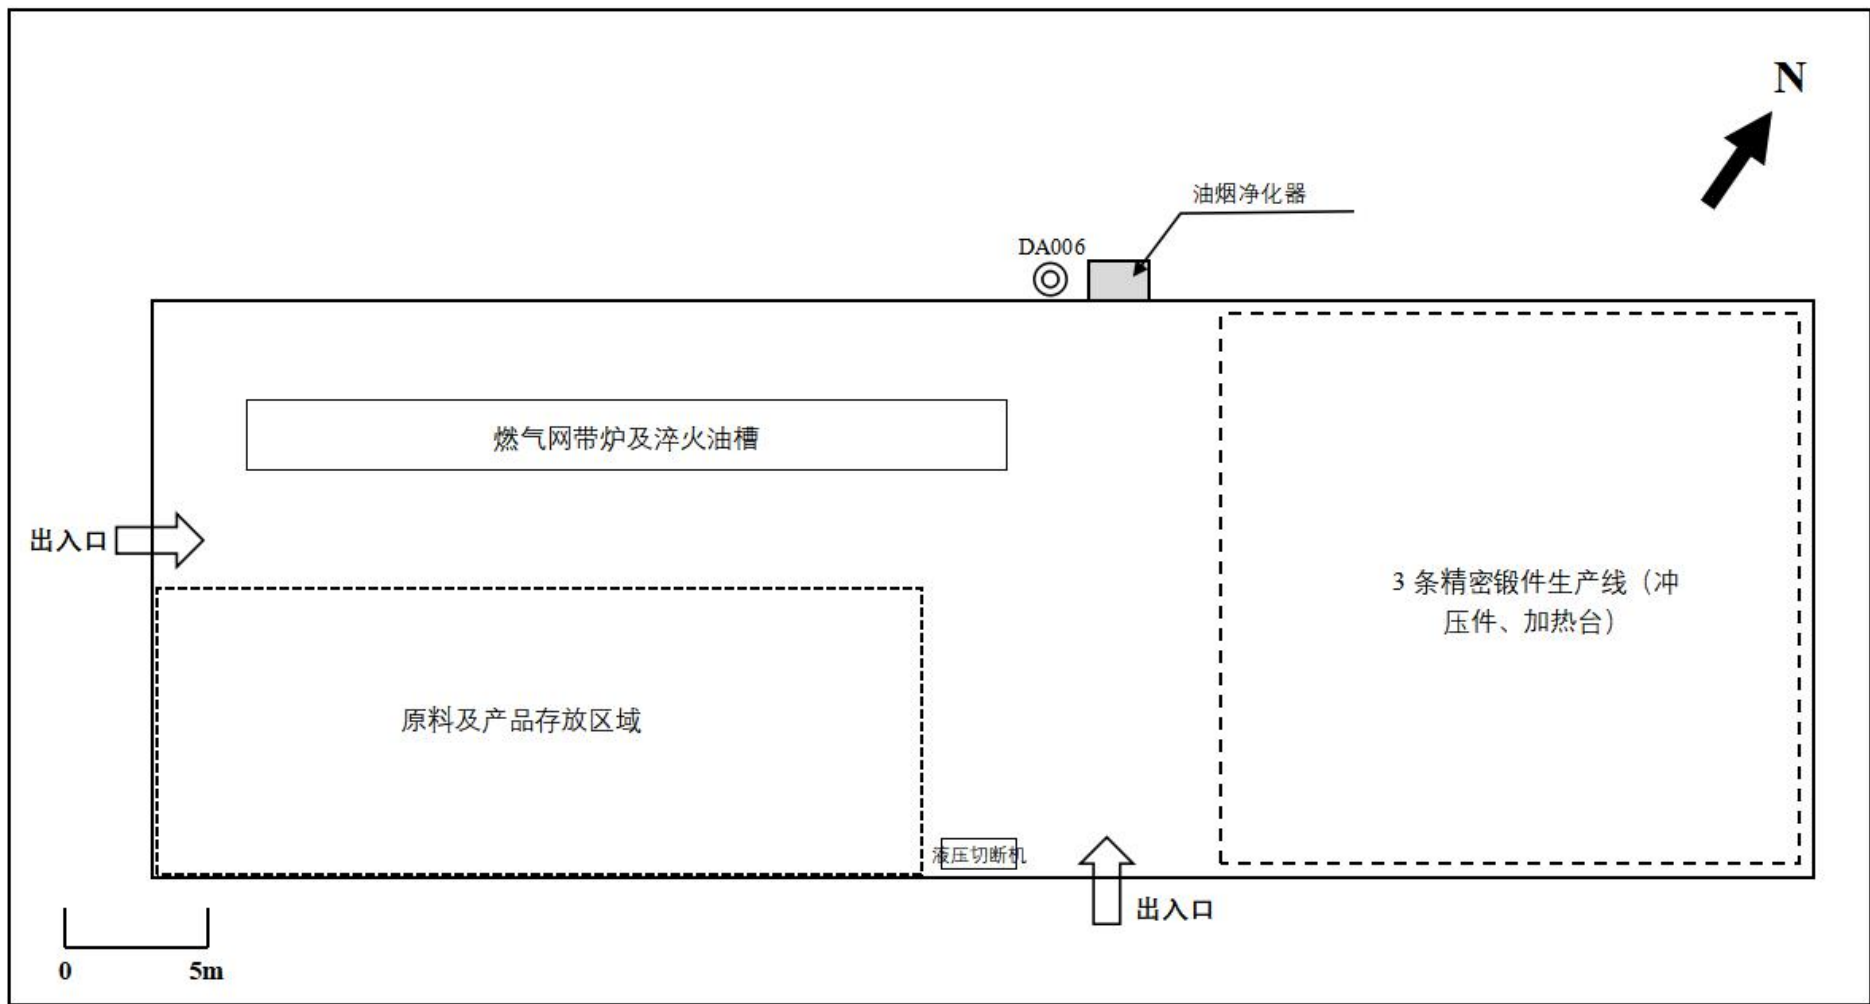 N
油烟净化器
DA006
燃气网带炉及淬火油槽
出入口
3 条精密锻件生产线（冲
压件、加热台）
原料及产品存放区域
液压切断机
出入口
0
5m